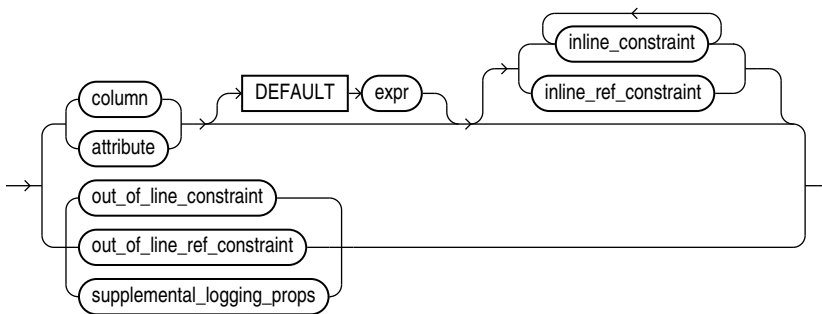 inline_constraint
column
DEFAULT
expr
inline_ref_constraint
attribute
out_of_line_constraint
out_of_line_ref_constraint
supplemental_logging_props